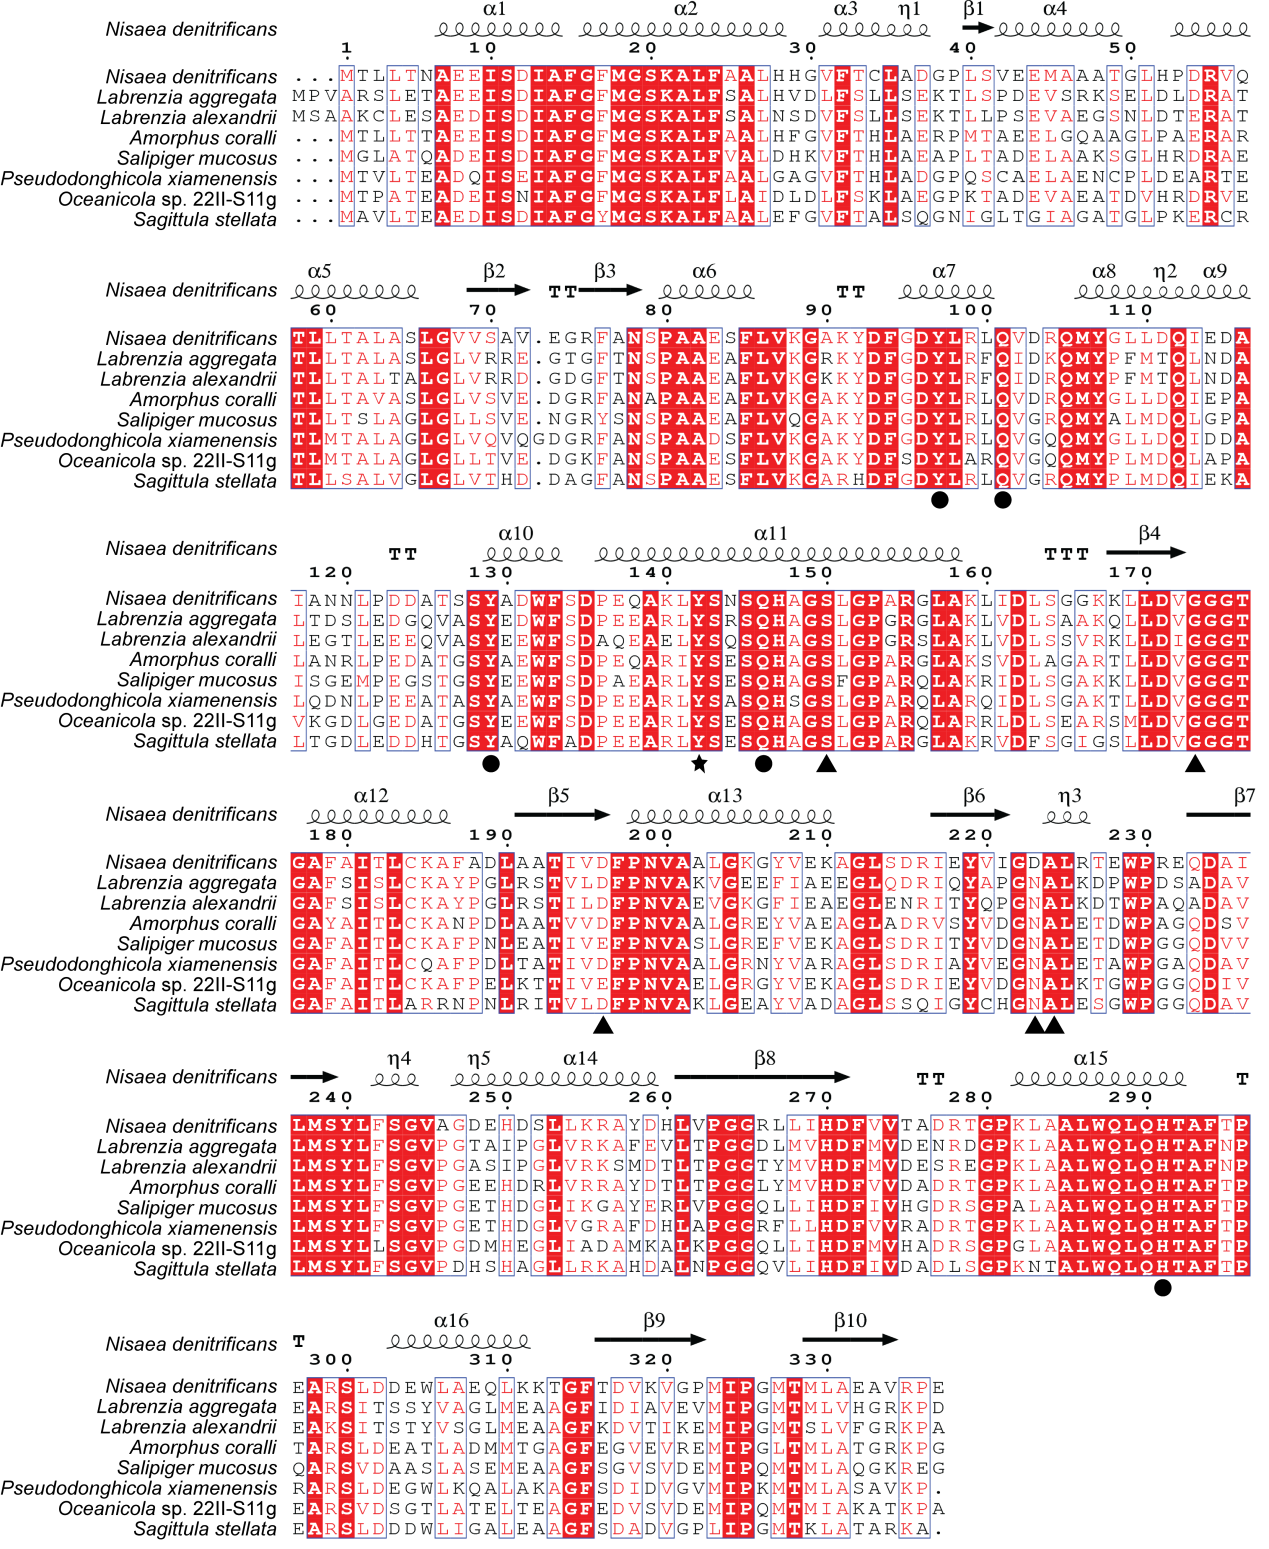 α1 α2 α3 η1 β1 α4
Nisaea denitrificans
1 10 20 30 40 50
Nisaea denitrificans ...MTLLTNAEEISDIAFGFMGSKALFAALHHGVFTCLADGPLSVEEMAAATGLHPDRVQ
Labrenzia aggregata MPVARSLETAEEISDIAFGFMGSKALFSALHVDLFSLLSEKTLSPDEVSRKSELDLDRAT
Labrenzia alexandrii MSAAKCLESAEDISDIAFGFMGSKALFSALNSDVFSLLSEKTLLPSEVAEGSNLDTERAT
Amorphus coralli ...MTLLTTAEEISDIAFGFMGSKALFAALHFGVFTHLAERPMTAEELGQAAGLPAERAR
Salipiger mucosus ...MGLATQADEISDIAFGFMGSKALFVALDHKVFTHLAEAPLTADELAAKSGLHRDRAE
Pseudodonghicola xiamenensis ...MTVLTEADQISEIAFGFMGSKALFAALGAGVFTHLADGPQSCAELAENCPLDEARTE
Oceanicola sp. 22II-S11g ...MTPATEADEISNIAFGFMGSKALFLAIDLDLFSKLAEGPKTADEVAEATDVHRDRVE
Sagittula stellata ...MAVLTEAEDISDIAFGYMGSKALFAALEFGVFTALSQGNIGLTGIAGATGLPKERCR
α5 β2 β3 α6 α7 α8 η2 α9
Nisaea denitrificans TT TT
60 70 80 90 100 110
Nisaea denitrificans TLLTALASLGVVSAV.EGRFANSPAAESFLVKGAKYDFGDYLRLQVDRQMYGLLDQIEDA
Labrenzia aggregata TLLTALASLGLVRRE.GTGFTNSPAAEAFLVKGRKYDFGDYLRFQIDRQMYPFMTQLNDA
Labrenzia alexandrii TLLTALTALGLVRRD.GDGFTNSPAAEAFLVKGKKYDFGDYLRFQIDRQMYPFMTQLNDA
Amorphus coralli TLLTAVASLGLVSVE.DGRFANAPAAEAFLVKGAKYDFGDYLRLQVDRQMYGLLDQIEPA
Salipiger mucosus TLLTSLAGLGLLSVE.NGRYSNSPAAEAFLVQGAKYDFGDYLRLQVGRQMYALMDQLGPA
Pseudodonghicola xiamenensis TLMTALAGLGLVQVQGDGRFANSPAADSFLVKGAKYDFGDYLRLQVGQQMYGLLDQIDDA
Oceanicola sp. 22II-S11g TLMTALAGLGLLTVE.DGKFANSPAAESFLVKGAKYDFSDYLARQVGQQMYPLMDQLAPA
Sagittula stellata TLLSALVGLGLVTHD.DAGFANSPAAESFLVKGARHDFGDYLRLQVGRQMYPLMDQIEKA
α10 α11 β4
Nisaea denitrificans TT TTT
120 130 140 150 160 170
Nisaea denitrificans IANNLPDDATSSYADWFSDPEQAKLYSNSQHAGSLGPARGLAKLIDLSGGKKLLDVGGGT
Labrenzia aggregata LTDSLEDGQVASYEDWFSDPEEARLYSRSQHAGSLGPGRGLAKLVDLSAAKQLLDVGGGT
Labrenzia alexandrii LEGTLEEEQVASYEEWFSDAQEAELYSQSQHAGSLGPGRSLAKLVDLSSVRKLLDIGGGT
Amorphus coralli LANRLPEDATGSYAEWFSDPEQARIYSESQHAGSLGPARGLAKSVDLAGARTLLDVGGGT
Salipiger mucosus ISGEMPEGSTGSYEEWFSDPAEARLYSESQHAGSFGPARQLAKRIDLSGAKKLLDVGGGT
Pseudodonghicola xiamenensis LQDNLPEEATASYAEWFSDPEEARLYSASQHSGSLGPARQLAKQIDLSGAKTLLDVGGGT
Oceanicola sp. 22II-S11g VKGDLGEDATGSYEEWFSDPEEARLYSESQHAGSLGPARQLARRLDLSEARSMLDVGGGT
Sagittula stellata LTGDLEDDHTGSYAQWFADPEEARLYSESQHAGSLGPARGLAKRVDFSGIGSLLDVGGGT
α12 β5 α13 β6 η3 β7
Nisaea denitrificans
180 190 200 210 220 230
Nisaea denitrificans GAFAITLCKAFADLAATIVDFPNVAALGKGYVEKAGLSDRIEYVIGDALRTEWPREQDAI
Labrenzia aggregata GAFSISLCKAYPGLRSTVLDFPNVAKVGEEFIAEEGLQDRIQYAPGNALKDPWPDSADAV
Labrenzia alexandrii GAFSISLCKAYPGLRSTILDFPNVAEVGKGFIEAEGLENRITYQPGNALKDTWPAQADAV
Amorphus coralli GAYAITLCKANPDLAATVVDFPNVAALGREYVAEAGLADRVSYVDGNALETDWPAGQDSV
Salipiger mucosus GAFAITLCKAFPNLEATIVEFPNVASLGREFVEKAGLSDRITYVDGNALETDWPGGQDVV
Pseudodonghicola xiamenensis GAFAITLCQAFPDLTATIVDFPNVAALGRNYVARAGLSDRIAYVEGNALETAWPGAQDAV
Oceanicola sp. 22II-S11g GAFAITLCKAFPELKTTIVEFPNVAELGRGYVEKAGLSDRIEYVDGNALKTGWPGGQDIV
Sagittula stellata GAFAITLARRNPNLRITVLDFPNVAKLGEAYVADAGLSSQIGYCHGNALESGWPGGQDAV
η4 η5 α14 β8 α15
Nisaea denitrificans TT T
240 250 260 270 280 290
Nisaea denitrificans LMSYLFSGVAGDEHDSLLKRAYDHLVPGGRLLIHDFVVTADRTGPKLAALWQLQHTAFTP
Labrenzia aggregata LMSYLFSGVPGTAIPGLVRKAFEVLTPGGDLMVHDFMVDENRDGPKLAALWQLQHTAFNP
Labrenzia alexandrii LMSYLFSGVPGASIPGLVRKSMDTLTPGGTYMVHDFMVDESREGPKLAALWQLQHTAFNP
Amorphus coralli LMSYLFSGVPGEEHDRLVRRAYDTLTPGGLYMVHDFVVDADRTGPKLAALWQLQHTAFTP
Salipiger mucosus LMSYLFSGVPGETHDGLIKGAYERLVPGGQLLIHDFIVHGDRSGPALAALWQLQHTAFTP
Pseudodonghicola xiamenensis LMSYLFSGVPGETHDGLVGRAFDHLAPGGRFLLHDFIVRADRTGPKLAALWQLQHTAFTP
Oceanicola sp. 22II-S11g LMSYLLSGVPGDMHEGLIADAMKALKPGGQLLIHDFMVHADRSGPGLAALWQLQHTAFTP
Sagittula stellata LMSYLFSGVPDHSHAGLLRKAHDALNPGGQVLIHDFIVDADLSGPKNTALWQLQHTAFTP
α16 β9 β10
Nisaea denitrificans T
300 310 320 330
Nisaea denitrificans EARSLDDEWLAEQLKKTGFTDVKVGPMIPGMTMLAEAVRPE
Labrenzia aggregata EARSITSSYVAGLMEAAGFIDIAVEVMIPGMTMLVHGRKPD
Labrenzia alexandrii EAKSITSTYVSGLMEAAGFKDVTIKEMIPGMTSLVFGRKPA
Amorphus coralli TARSLDEATLADMMTGAGFEGVEVREMIPGLTMLATGRKPG
Salipiger mucosus QARSVDAASLASEMEAAGFSGVSVDEMIPQMTMLAQGKREG
Pseudodonghicola xiamenensis RARSLDEGWLKQALAKAGFSDIDVGVMIPKMTMLASAVKP.
Oceanicola sp. 22II-S11g EARSVDSGTLATELTEAGFEDVSVDEMIPQMTMIAKATKPA
Sagittula stellata EARSLDDDWLIGALEAAGFSDADVGPLIPGMTKLATARKA.